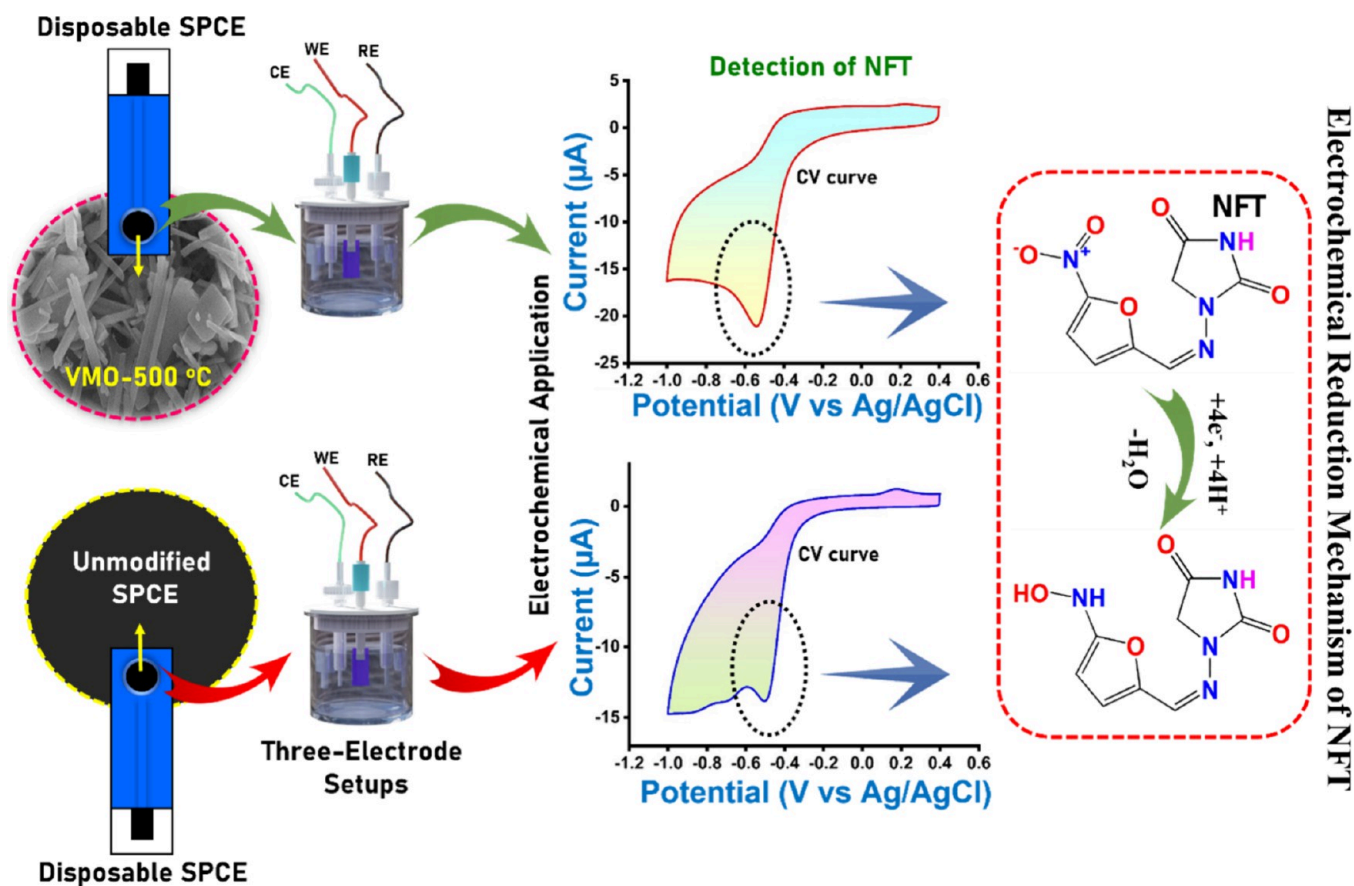 Disposable SPCE
VMO-500 °C
CE
WE
RE
Detection of NFT
Current (µA)
5
0
-5
-10
-15
-20
-25
CV curve
-1.2 -1.0 -0.8 -0.6 -0.4 -0.2 0.0 0.2 0.4 0.6
Potential (V vs Ag/AgCl)
Electrochemical Application
Unmodified
SPCE
Disposable SPCE
CE
WE
RE
Three-Electrode
Setups
Current (µA)
0
-5
-10
-15
CV curve
-1.2 -1.0 -0.8 -0.6 -0.4 -0.2 0.0 0.2 0.4 0.6
Potential (V vs Ag/AgCl)
NFT
O
NH
O
N
N
O
-O
N+
O
+4e-, +4H+
-H2O
O
NH
O
N
N
O
HO
NH
Electrochemical Reduction Mechanism of NFT